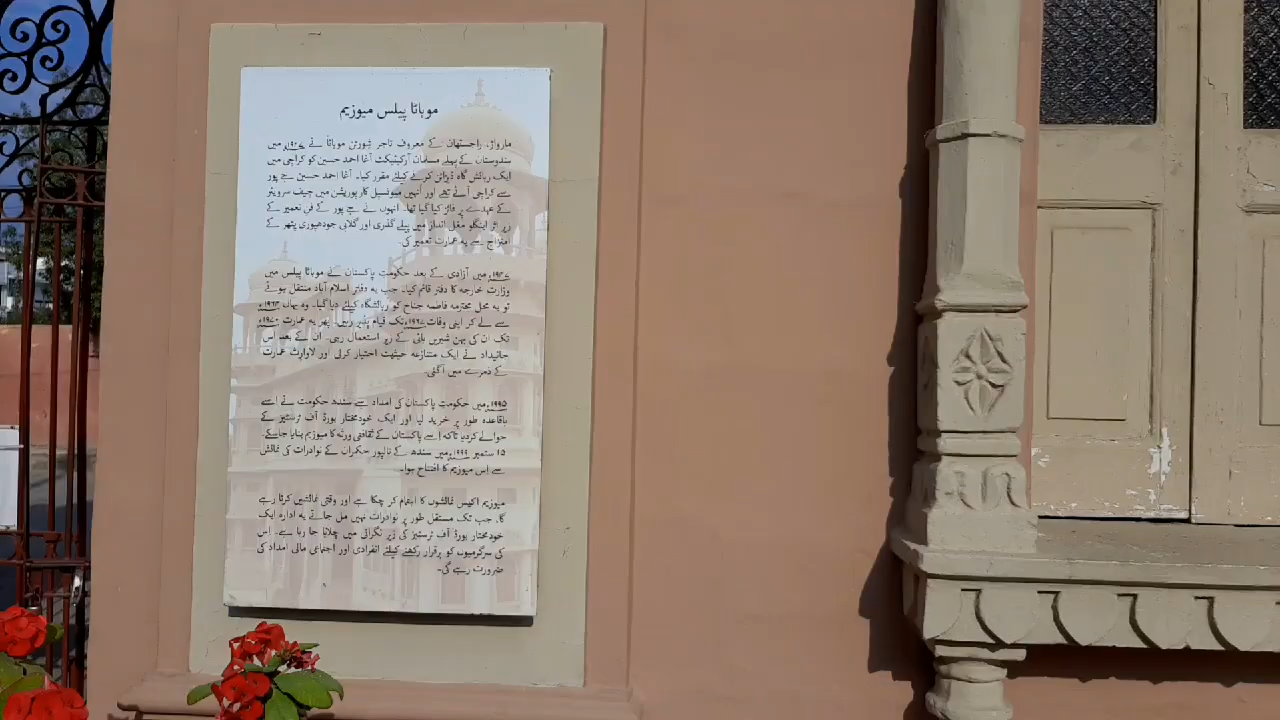 موہاٹا پیلس میوزیم
مارواڑ، راجستھان کے معروف تاجر شیورتن موہاٹا نے ۱۹۲۷ء میں
ہندوستان کے پہلے مسلمان آرکیٹیکٹ آغا احمد حسین کو کراچی میں
ایک رہائش گاہ ڈیزائن کرنے کیلئے مقرر کیا۔ آغا احمد حسین جے پور
سے کراچی آئے تھے اور انہیں میونسپل کارپوریشن میں چیف سرویئر
کے عہدے پر فائز کیا گیا تھا۔ انہوں نے جے پور کے فن تعمیر کے
زیر اثر اینگلو مغل انداز میں پیلے گذری اور گلابی جودھپوری پتھر کے
امتزاج سے یہ عمارت تعمیر کی۔
۱۹۴۷ء میں آزادی کے بعد حکومت پاکستان نے موہاٹا پیلس میں
وزارت خارجہ کا دفتر قائم کیا۔ جب یہ دفتر اسلام آباد منتقل ہوئے
تو یہ محل محترمہ فاطمہ جناح کو رہائشگاہ کیلئے دیا گیا۔ وہ یہاں ۱۹۶۴ء
سے لے کر اپنی وفات ۱۹۶۷ء تک قیام پذیر رہیں۔ پھر یہ عمارت ۱۹۸۰ء
تک ان کی بہن شیریں بائی کے زیر استعمال رہی۔ ان کے بعد اس
جائیداد نے ایک متنازعہ حیثیت اختیار کرلی اور لاوارث عمارت
کے زمرے میں آگئی۔
۱۹۹۵ء میں حکومت پاکستان کی امداد سے سندھ حکومت نے اسے
باقاعدہ طور پر خرید لیا اور ایک خودمختار بورڈ آف ٹرسٹیز کے
حوالے کردیا تاکہ اسے پاکستان کے ثقافتی ورثہ کا میوزیم بنایا جاسکے۔
۱۵ ستمبر ۱۹۹۹ء میں سندھ کے تالپور حکمران کے نوادرات کی نمائش
سے اس میوزیم کا افتتاح ہوا۔
میوزیم اکیس نمائشوں کا اہتمام کر چکا ہے اور وقتی نمائشیں کرتا رہے
گا، جب تک مستقل طور پر نوادرات نہیں مل جاتے یہ ادارہ ایک
خودمختار بورڈ آف ٹرسٹیز کی زیر نگرانی میں چلایا جا رہا ہے۔ اس
کی سرگرمیوں کو برقرار رکھنے کیلئے انفرادی اور اجتماعی مالی امداد کی
ضرورت رہے گی۔